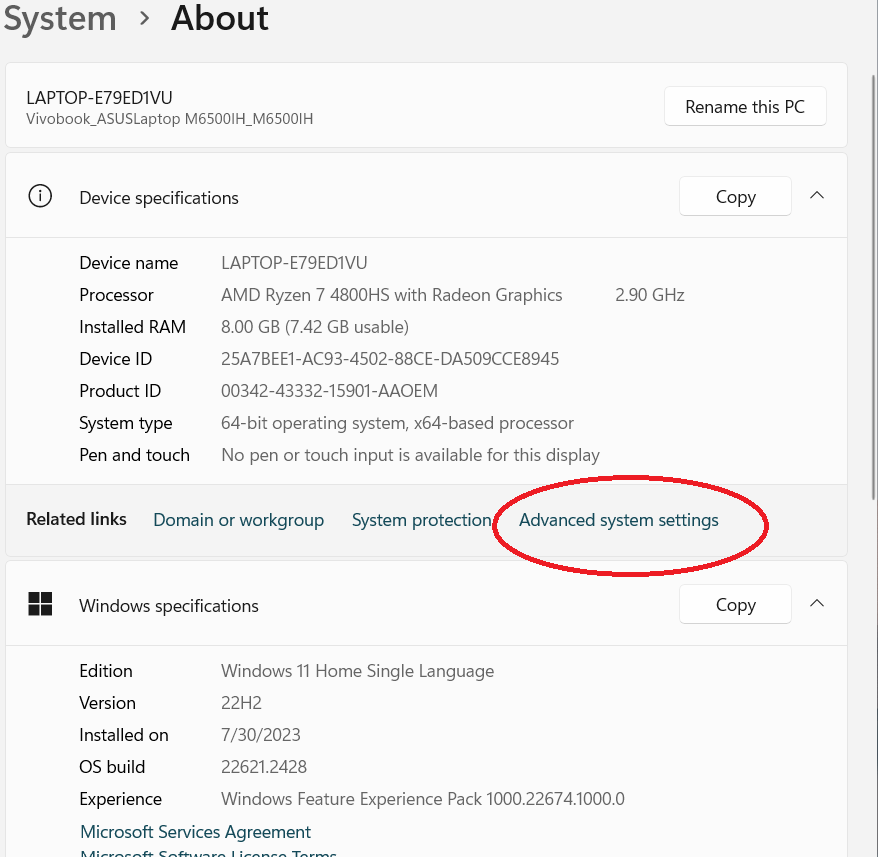 System > About
LAPTOP-E79ED1VU
Vivobook_ASUSLaptop M6500IH_M6500IH
Rename this PC
Device specifications
Copy
Device name LAPTOP-E79ED1VU
Processor AMD Ryzen 7 4800HS with Radeon Graphics 2.90 GHz
Installed RAM 8.00 GB (7.42 GB usable)
Device ID 25A7BEE1-AC93-4502-88CE-DA509CCE8945
Product ID 00342-43332-15901-AAOEM
System type 64-bit operating system, x64-based processor
Pen and touch No pen or touch input is available for this display
Related links Domain or workgroup System protection Advanced system settings
Windows specifications
Copy
Edition Windows 11 Home Single Language
Version 22H2
Installed on 7/30/2023
OS build 22621.2428
Experience Windows Feature Experience Pack 1000.22674.1000.0
Microsoft Services Agreement
Microsoft Software License Terms